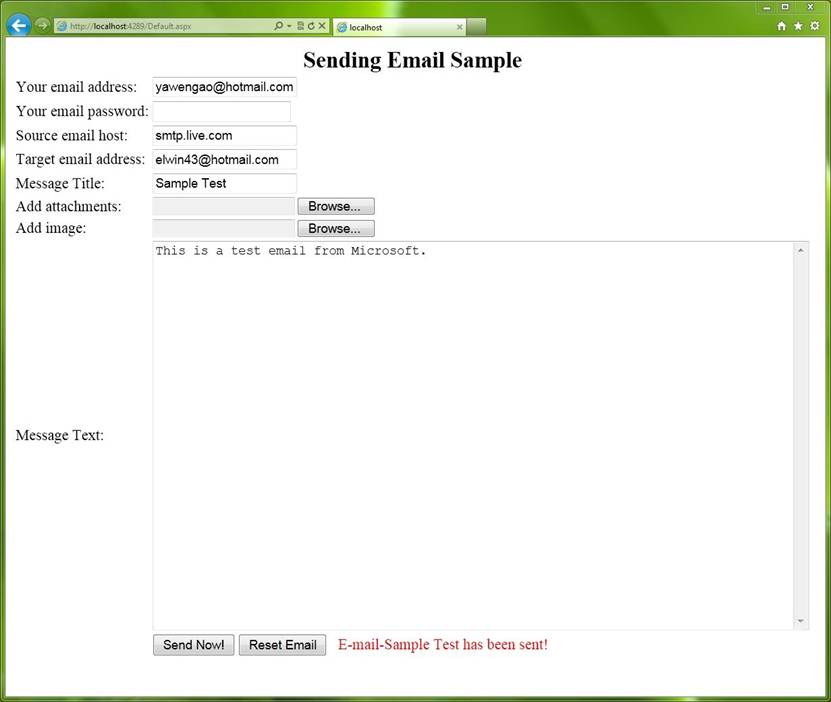 http://localhost:4289/Default.aspx
localhost
Sending Email Sample
Your email address: yawengao@hotmail.com
Your email password:
Source email host: smtp.live.com
Target email address: elwin43@hotmail.com
Message Title: Sample Test
Add attachments: Browse...
Add image: Browse...
This is a test email from Microsoft.
Message Text:
Send Now! Reset Email E-mail-Sample Test has been sent!